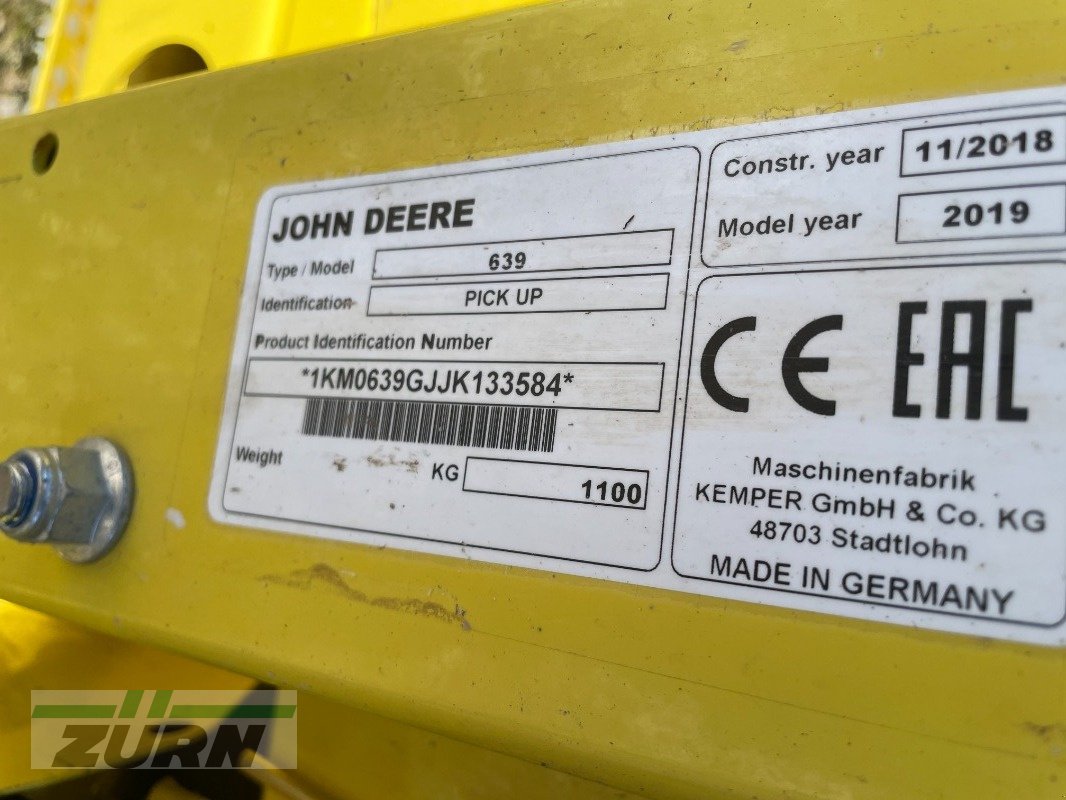 JOHN DEERE
Type / Model 639
Identification PICK UP
Product Identification Number
*1KM0639GJJK133584*
Weight KG 1100
Constr. year 11/2018
Model year 2019
CE EAC
Maschinenfabrik
KEMPER GmbH & Co. KG
48703 Stadtlohn
MADE IN GERMANY
ZÜRN